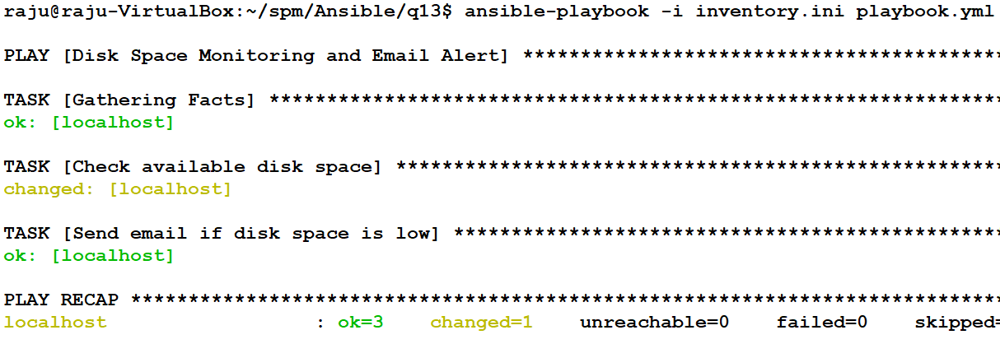 raju@raju-VirtualBox:~/spm/Ansible/q13$ ansible-playbook -i inventory.ini playbook.yml
PLAY [Disk Space Monitoring and Email Alert] ******************************************
TASK [Gathering Facts] ****************************************************************
ok: [localhost]
TASK [Check available disk space] *****************************************************
changed: [localhost]
TASK [Send email if disk space is low] ************************************************
ok: [localhost]
PLAY RECAP ****************************************************************************
localhost : ok=3 changed=1 unreachable=0 failed=0 skipped=